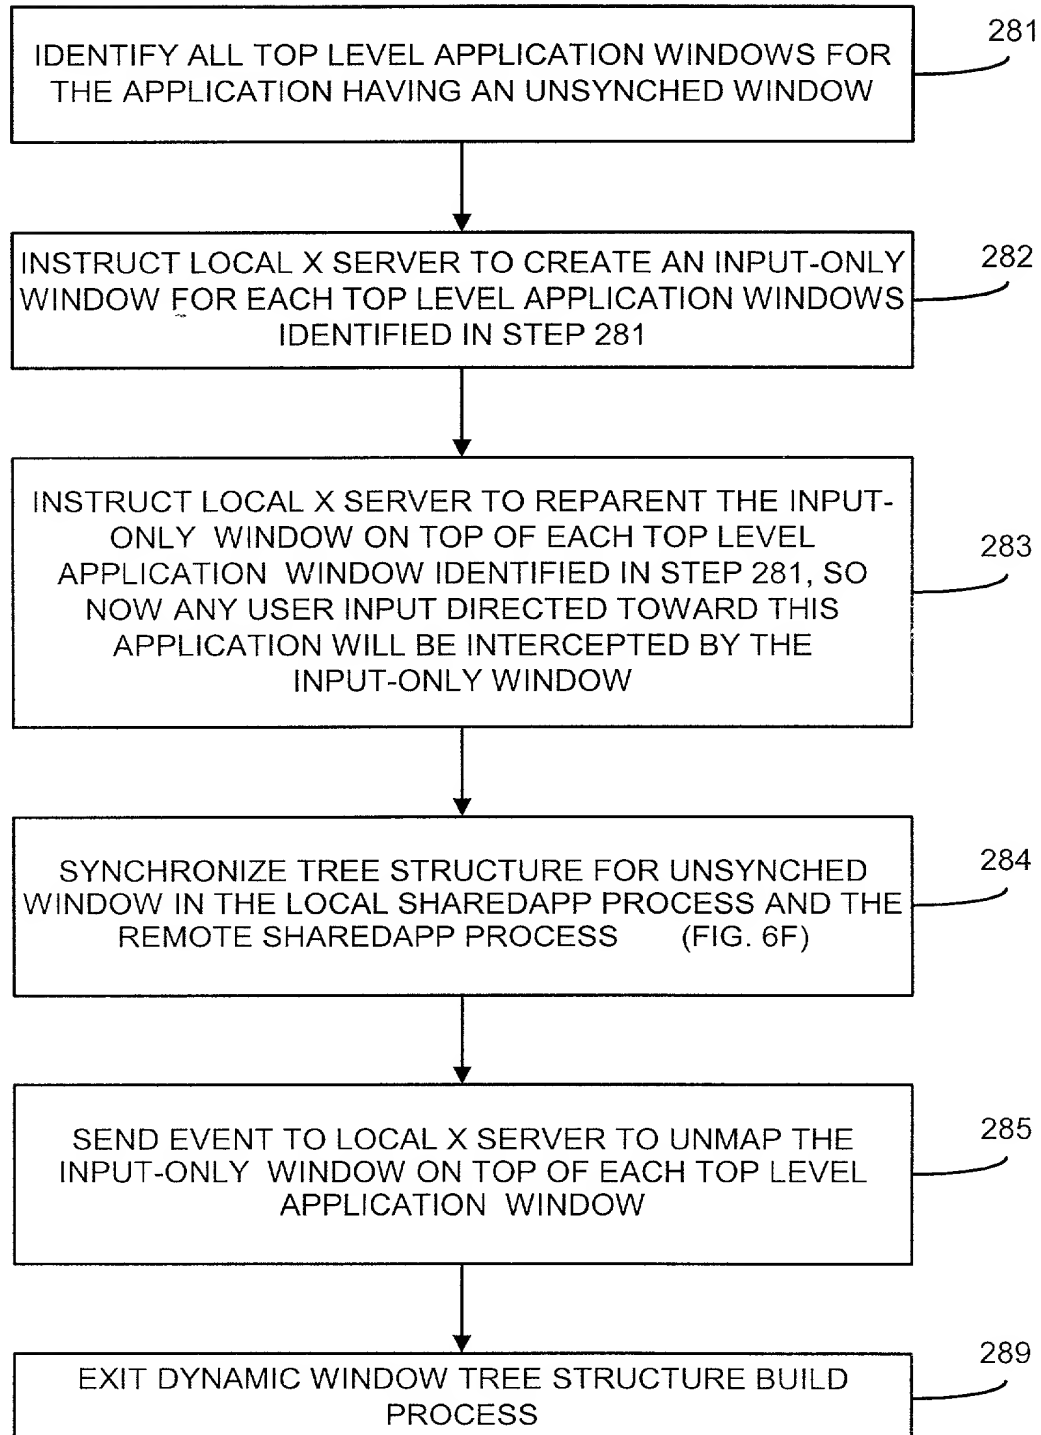 281
IDENTIFY ALL TOP LEVEL APPLICATION WINDOWS FOR
THE APPLICATION HAVING AN UNSYNCHED WINDOW
282
INSTRUCT LOCAL X SERVER TO CREATE AN INPUT-ONLY
WINDOW FOR EACH TOP LEVEL APPLICATION WINDOWS
IDENTIFIED IN STEP 281
283
INSTRUCT LOCAL X SERVER TO REPARENT THE INPUT-
ONLY WINDOW ON TOP OF EACH TOP LEVEL
APPLICATION WINDOW IDENTIFIED IN STEP 281, SO
NOW ANY USER INPUT DIRECTED TOWARD THIS
APPLICATION WILL BE INTERCEPTED BY THE
INPUT-ONLY WINDOW
284
SYNCHRONIZE TREE STRUCTURE FOR UNSYNCHED
WINDOW IN THE LOCAL SHAREDAPP PROCESS AND THE
REMOTE SHAREDAPP PROCESS (FIG. 6F)
285
SEND EVENT TO LOCAL X SERVER TO UNMAP THE
INPUT-ONLY WINDOW ON TOP OF EACH TOP LEVEL
APPLICATION WINDOW
289
EXIT DYNAMIC WINDOW TREE STRUCTURE BUILD
PROCESS